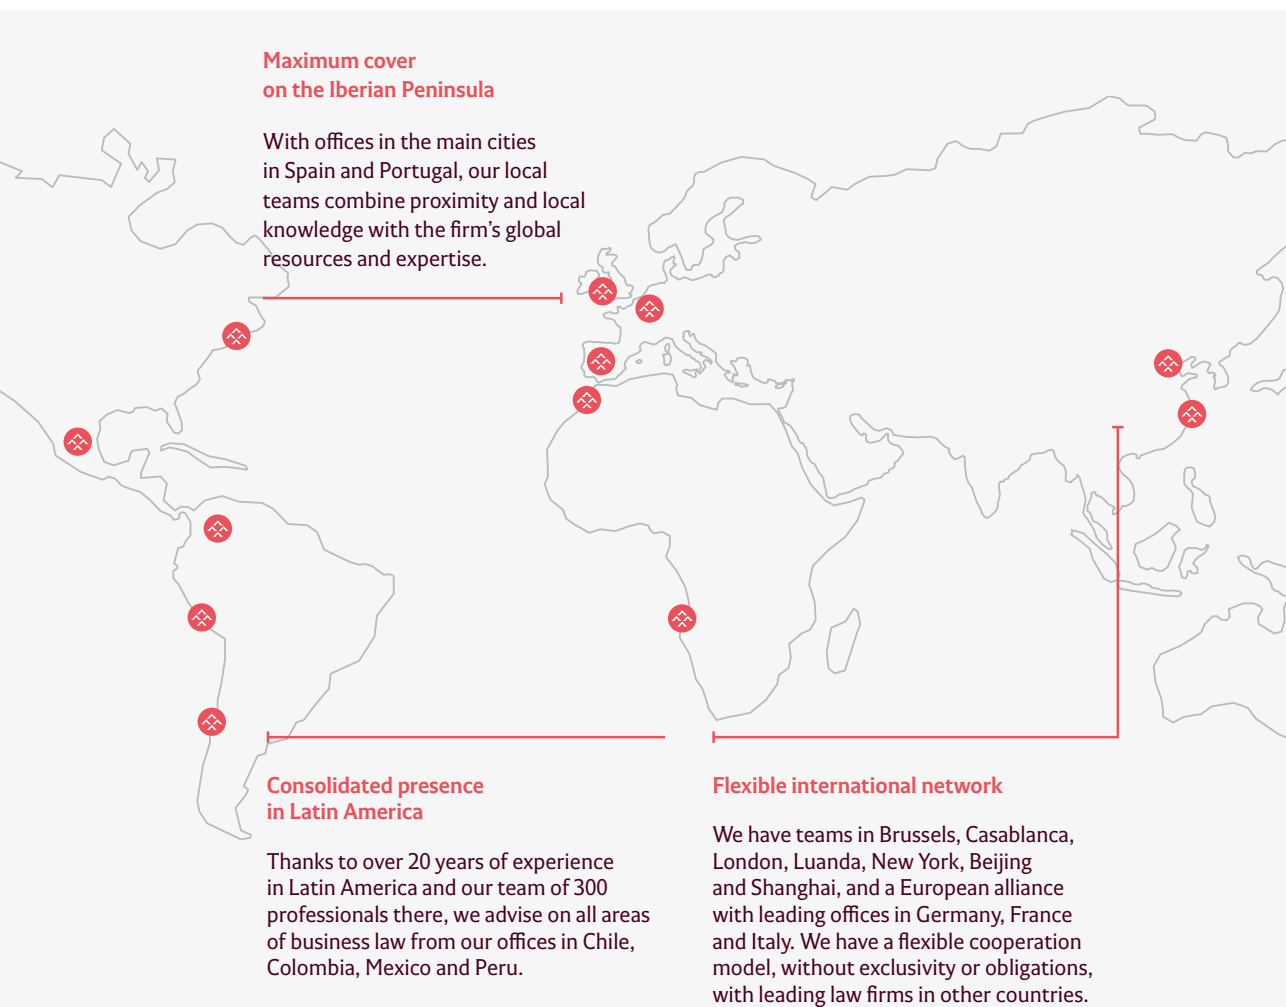 Maximum cover
on the Iberian Peninsula
With offices in the main cities
in Spain and Portugal, our local
teams combine proximity and local
knowledge with the firm’s global
resources and expertise.
Consolidated presence
in Latin America
Thanks to over 20 years of experience
in Latin America and our team of 300
professionals there, we advise on all areas
of business law from our offices in Chile,
Colombia, Mexico and Peru.
Flexible international network
We have teams in Brussels, Casablanca,
London, Luanda, New York, Beijing
and Shanghai, and a European alliance
with leading offices in Germany, France
and Italy. We have a flexible cooperation
model, without exclusivity or obligations,
with leading law firms in other countries.